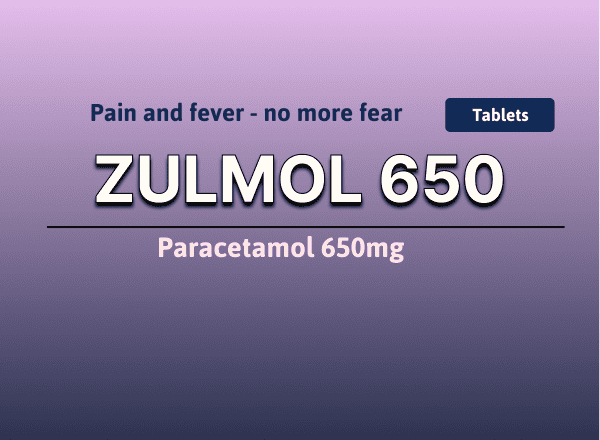 Pain and fever - no more fear
Tablets
ZULMOL 650
Paracetamol 650mg